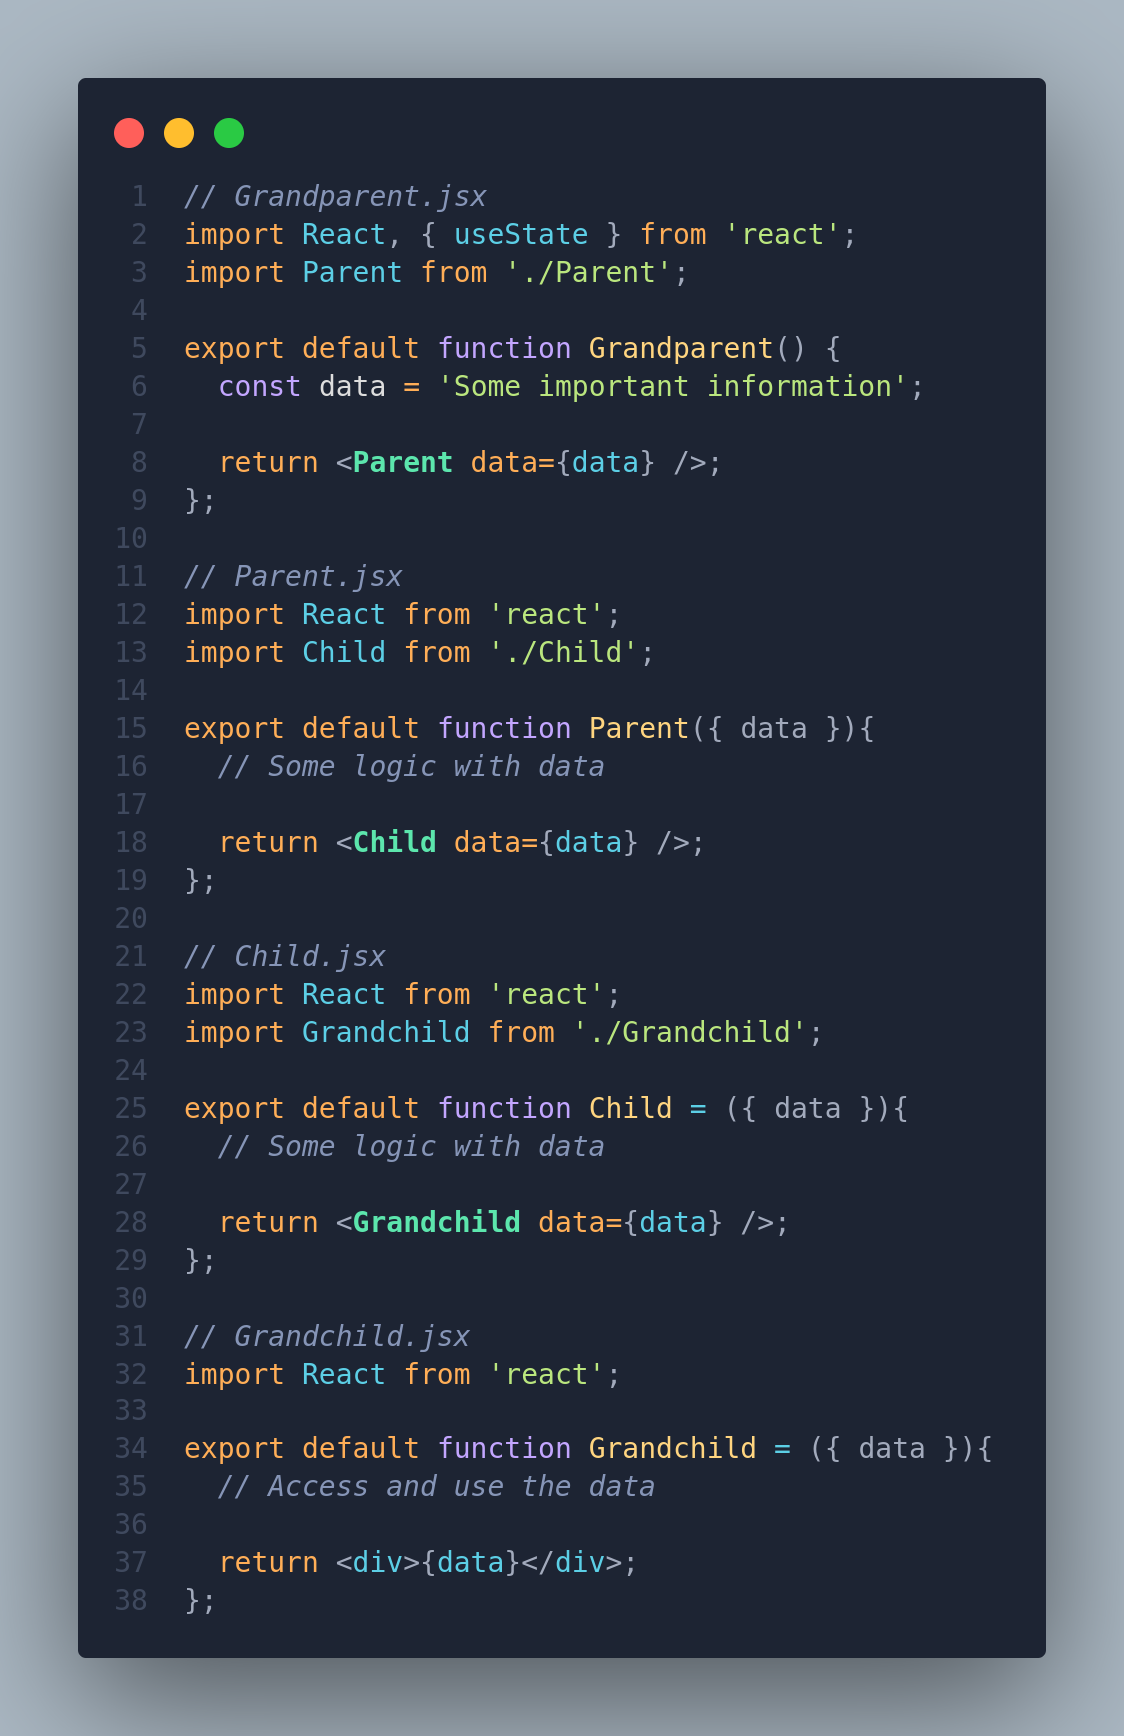 1 // Grandparent.jsx
2 import React, { useState } from 'react';
3 import Parent from './Parent';
4
5 export default function Grandparent() {
6   const data = 'Some important information';
7
8   return <Parent data={data} />;
9 };
10
11 // Parent.jsx
12 import React from 'react';
13 import Child from './Child';
14
15 export default function Parent({ data }){
16   // Some logic with data
17
18   return <Child data={data} />;
19 };
20
21 // Child.jsx
22 import React from 'react';
23 import Grandchild from './Grandchild';
24
25 export default function Child = ({ data }){
26   // Some logic with data
27
28   return <Grandchild data={data} />;
29 };
30
31 // Grandchild.jsx
32 import React from 'react';
33
34 export default function Grandchild = ({ data }){
35   // Access and use the data
36
37   return <div>{data}</div>;
38 };